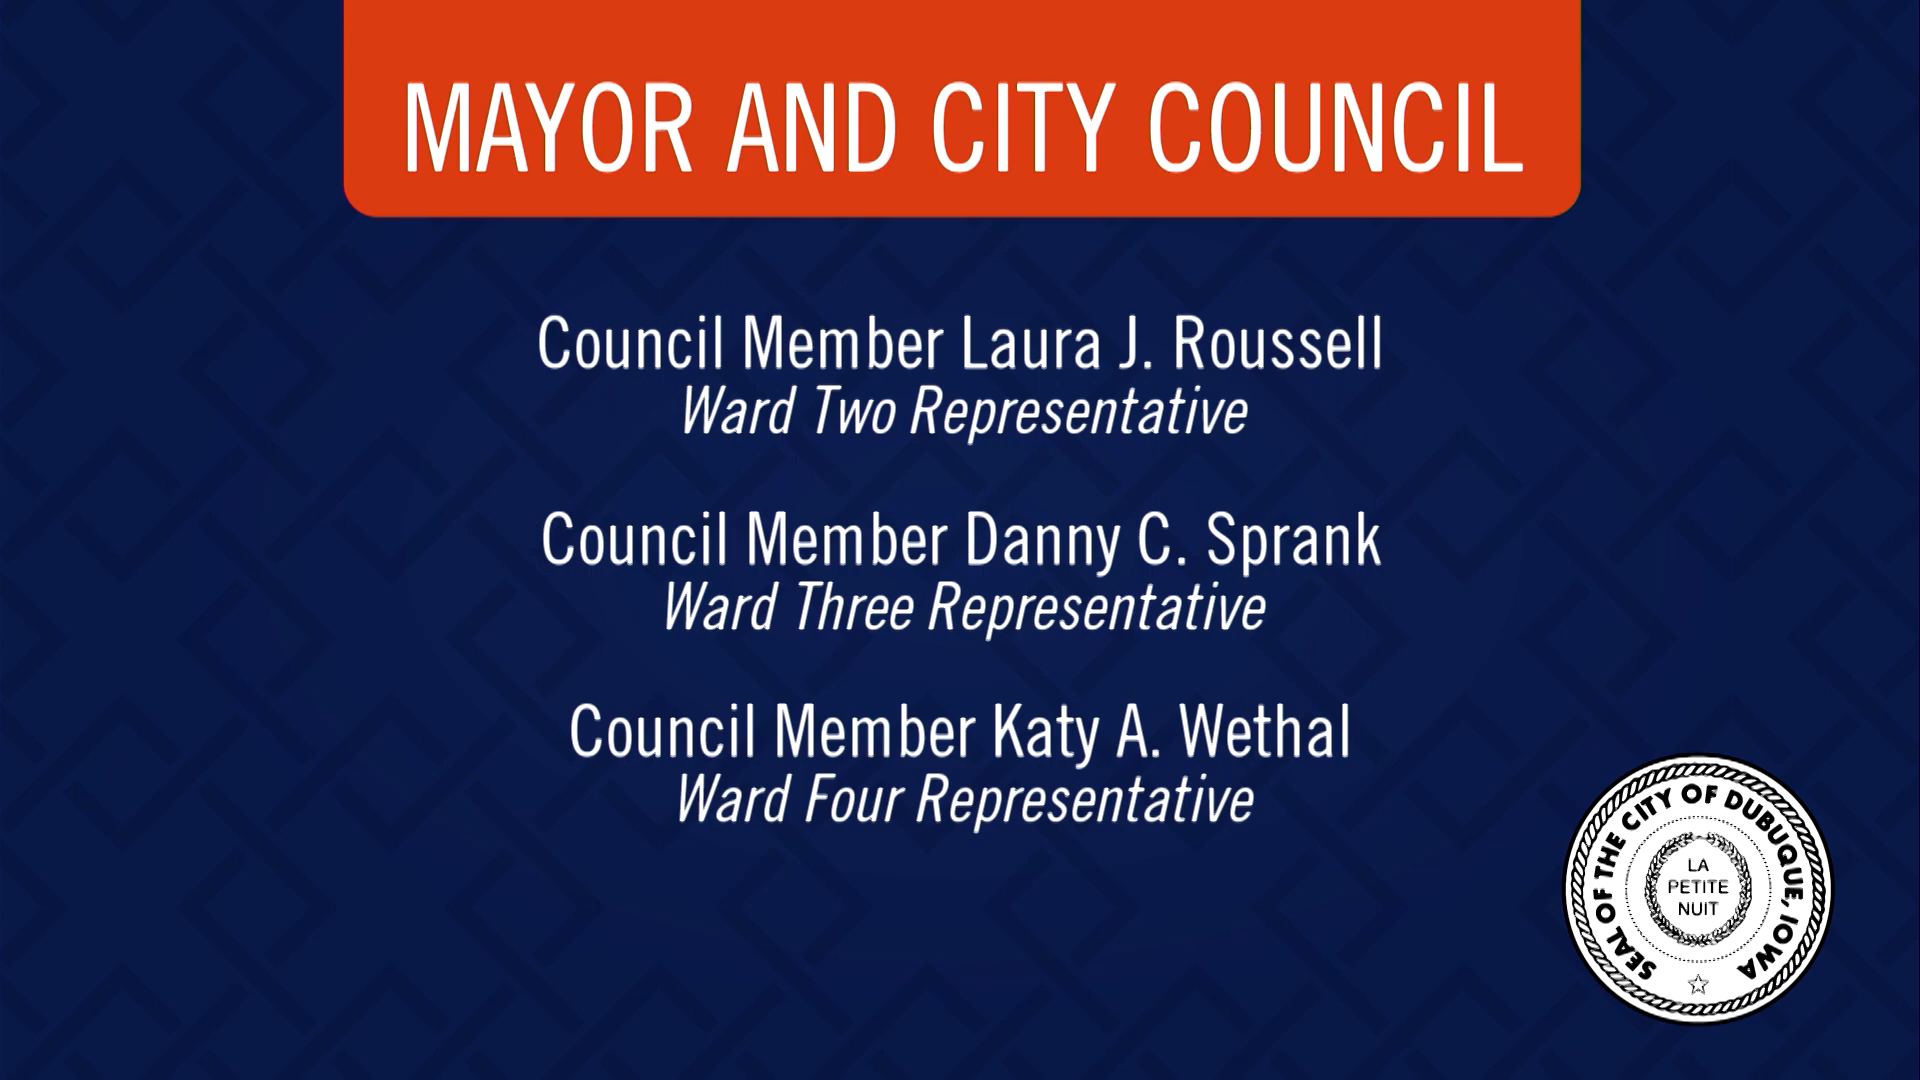 MAYOR AND CITY COUNCIL
Council Member Laura J. Roussell
Ward Two Representative
Council Member Danny C. Sprank
Ward Three Representative
Council Member Katy A. Wethal
Ward Four Representative
SEAL OF THE CITY OF DUBUQUE, IOWA
LA
PETITE
NUIT